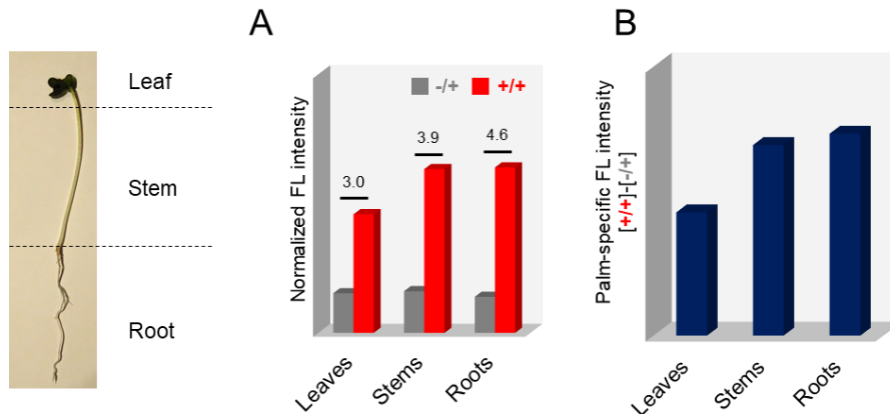 Leaf
Stem
Root
A
Normalized FL intensity
-/+ +/+
3.0
3.9
4.6
Leaves
Stems
Roots
B
Palm-specific FL intensity
[+/+]-[-/+]
Leaves
Stems
Roots